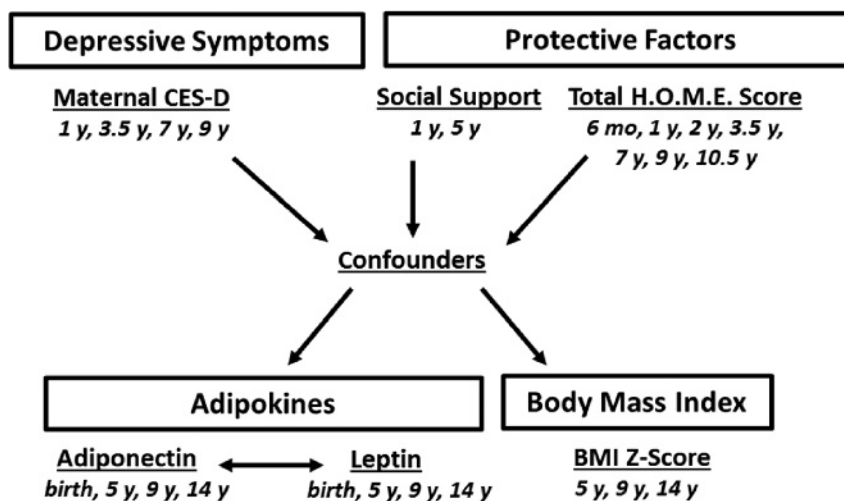 Depressive Symptoms
Protective Factors
Maternal CES-D
1 y, 3.5 y, 7 y, 9 y
Social Support
1 y, 5 y
Total H.O.M.E. Score
6 mo, 1 y, 2 y, 3.5 y,
7 y, 9 y, 10.5 y
Confounders
Adipokines
Body Mass Index
Adiponectin
birth, 5 y, 9 y, 14 y
Leptin
birth, 5 y, 9 y, 14 y
BMI Z-Score
5 y, 9 y, 14 y